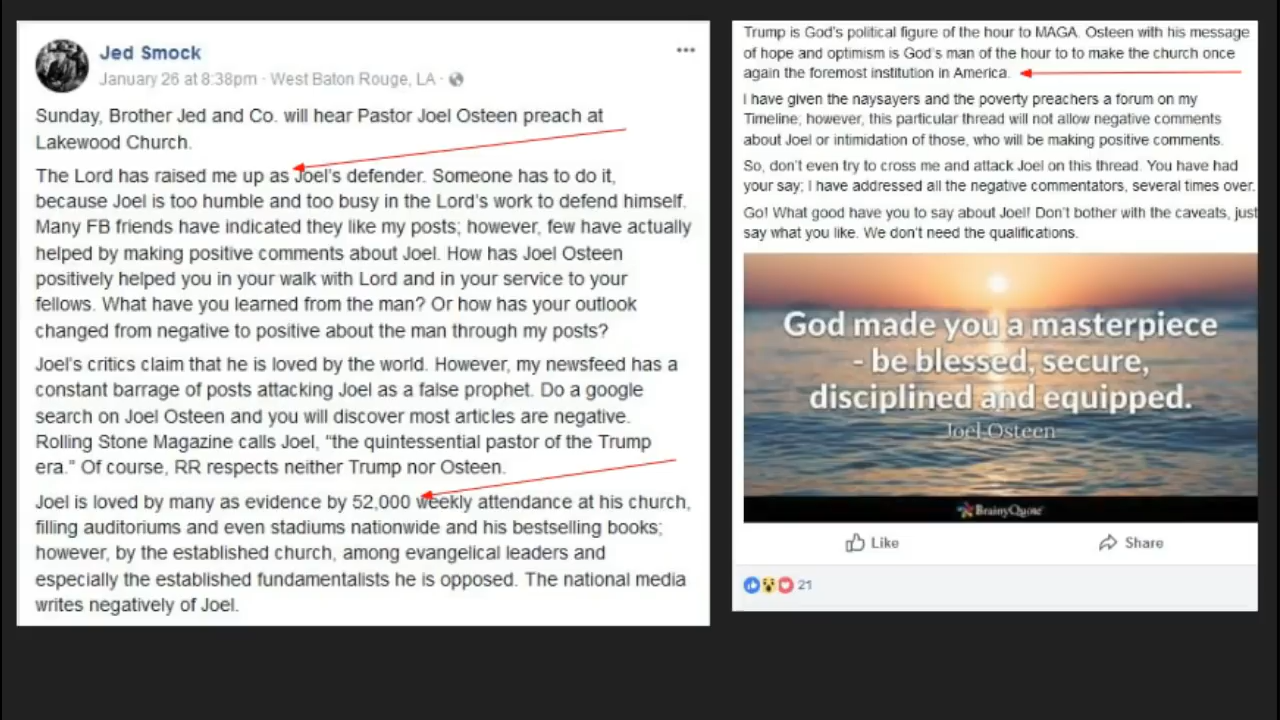 Jed Smock
January 26 at 8:38pm · West Baton Rouge, LA ·
Sunday, Brother Jed and Co. will hear Pastor Joel Osteen preach at
Lakewood Church.
The Lord has raised me up as Joel's defender. Someone has to do it,
because Joel is too humble and too busy in the Lord's work to defend himself.
Many FB friends have indicated they like my posts; however, few have actually
helped by making positive comments about Joel. How has Joel Osteen
positively helped you in your walk with Lord and in your service to your
fellows. What have you learned from the man? Or how has your outlook
changed from negative to positive about the man through my posts?
Joel's critics claim that he is loved by the world. However, my newsfeed has a
constant barrage of posts attacking Joel as a false prophet. Do a google
search on Joel Osteen and you will discover most articles are negative.
Rolling Stone Magazine calls Joel, “the quintessential pastor of the Trump
era.” Of course, RR respects neither Trump nor Osteen.
Joel is loved by many as evidence by 52,000 weekly attendance at his church,
filling auditoriums and even stadiums nationwide and his bestselling books;
however, by the established church, among evangelical leaders and
especially the established fundamentalists he is opposed. The national media
writes negatively of Joel.
Trump is God's political figure of the hour to MAGA. Osteen with his message
of hope and optimism is God's man of the hour to to make the church once
again the foremost institution in America.
I have given the naysayers and the poverty preachers a forum on my
Timeline; however, this particular thread will not allow negative comments
about Joel or intimidation of those, who will be making positive comments.
So, don't even try to cross me and attack Joel on this thread. You have had
your say; I have addressed all the negative commentators, several times over.
Go! What good have you to say about Joel! Don't bother with the caveats, just
say what you like. We don't need the qualifications.
God made you a masterpiece
- be blessed, secure,
disciplined and equipped.
Joel Osteen
BrainyQuote
Like
Share
21